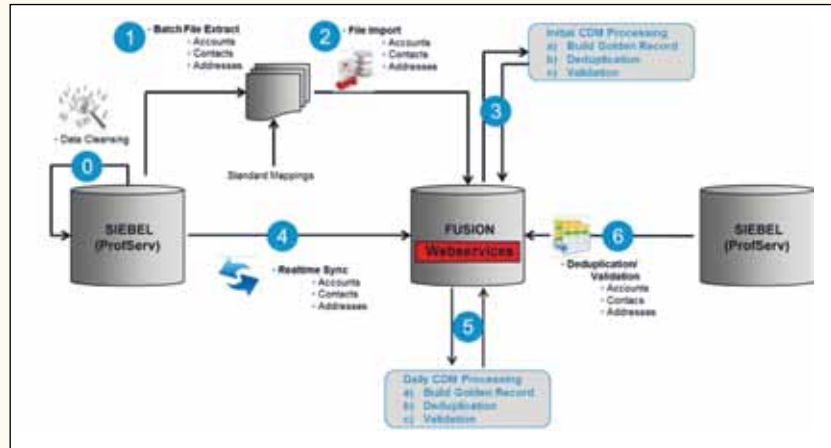 1
- Batch File Extract
- Accounts
- Contacts
- Addresses
2
- File Import
- Accounts
- Contacts
- Addresses
Initial CDM Processing
a) Build Golden Record
b) Deduplication
c) Validation
3
- Data Cleansing
0
Standard Mappings
SIEBEL
(ProfServ)
4
- Realtime Sync
- Accounts
- Contacts
- Addresses
FUSION
Webservices
6
- Deduplication/
Validation
- Accounts
- Contacs
- Addresses
SIEBEL
(ProfServ)
5
Daily CDM Processing
a) Build Golden Record
b) Deduplication
c) Validation